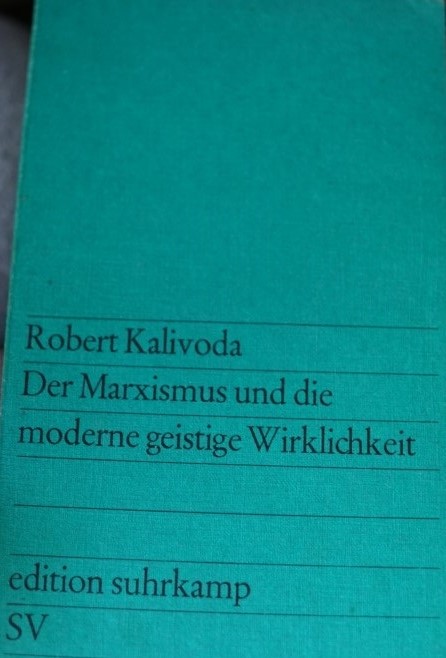 Robert Kalivoda
Der Marxismus und die
moderne geistige Wirklichkeit
edition suhrkamp
SV